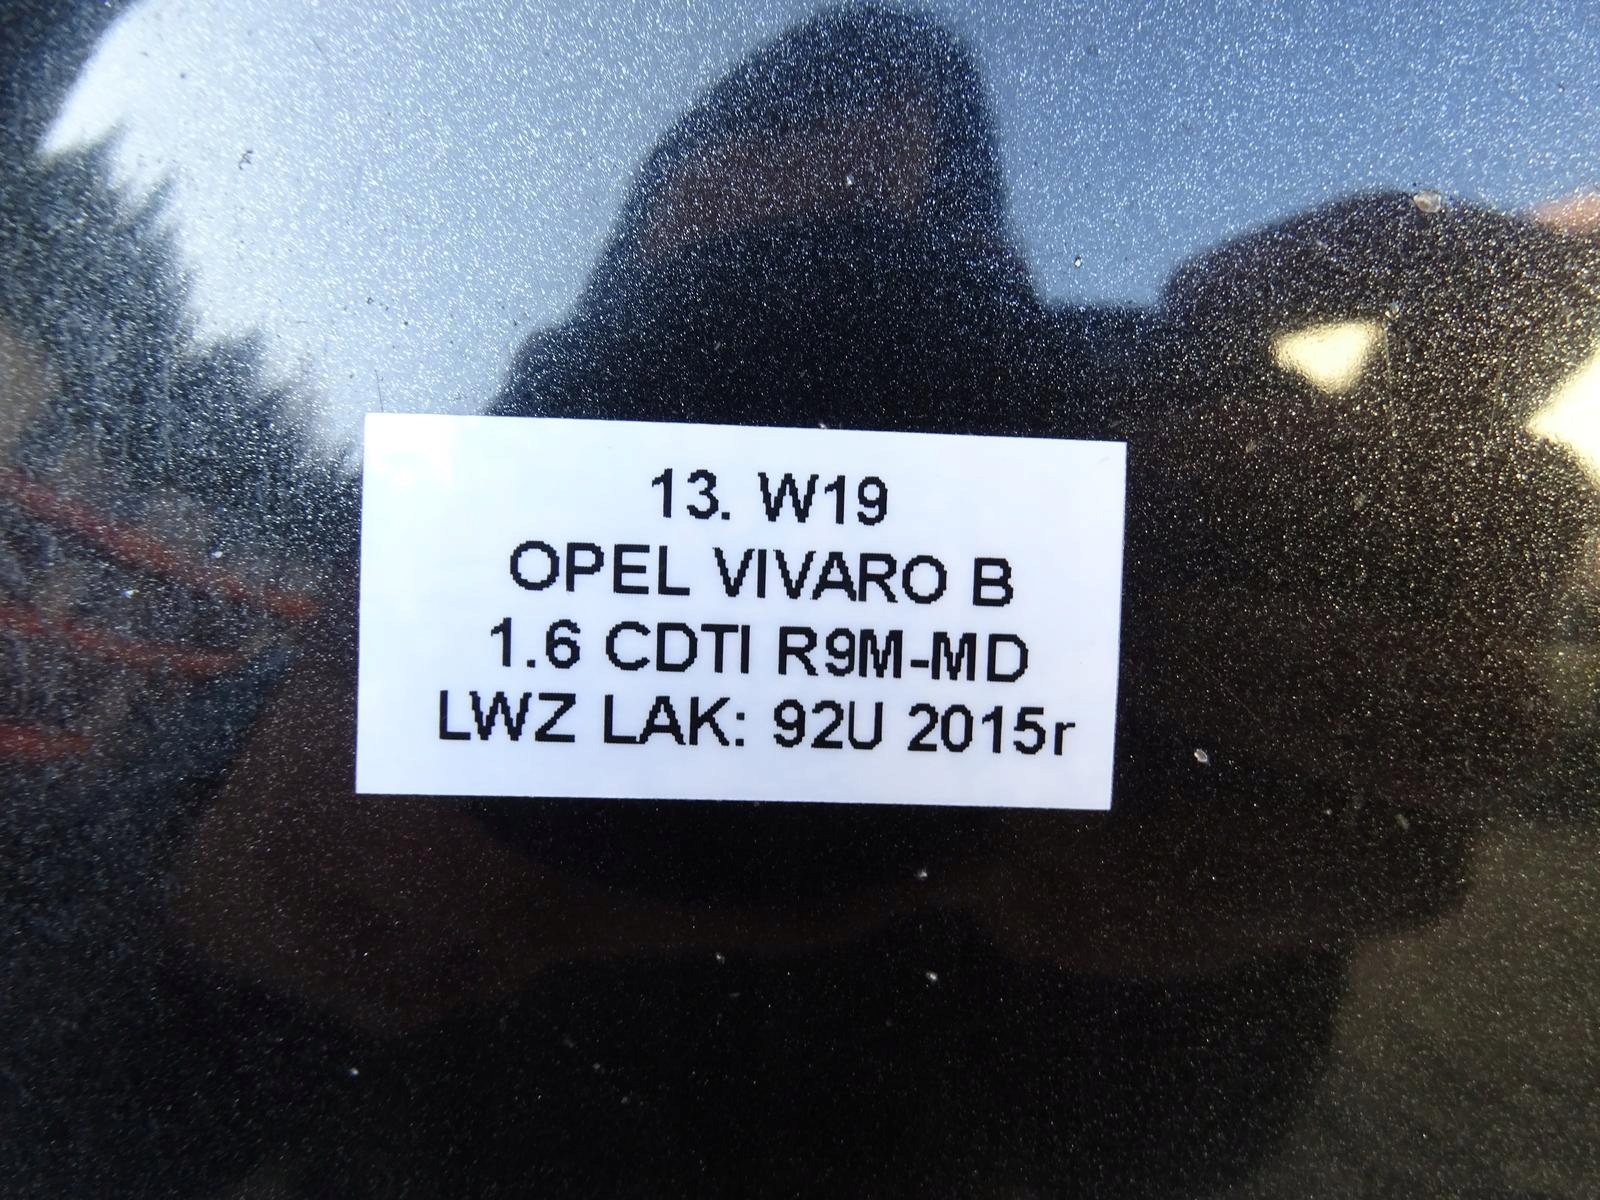 13. W19
OPEL VIVARO B
1.6 CDTI R9M-MD
LWZ LAK: 92U 2015r